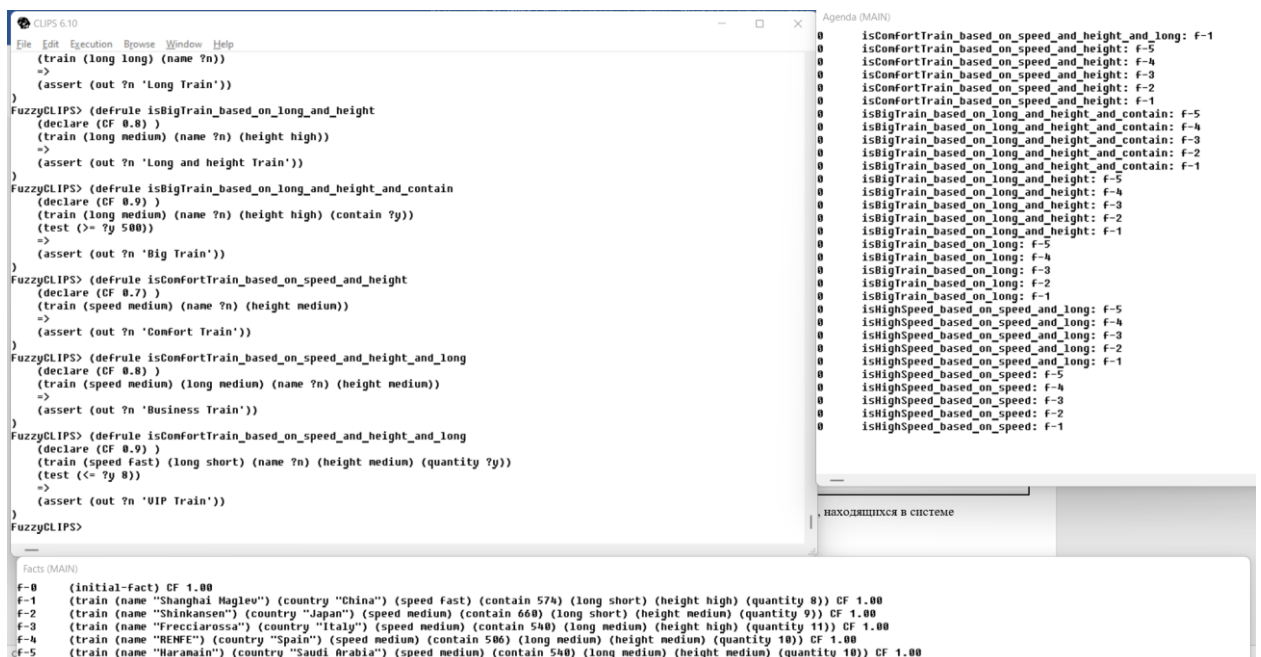 CLIPS 6.10
File Edit Execution Browse Window Help
(train (long long) (name ?n))
=>
(assert (out ?n 'Long Train'))
)
FuzzyCLIPS> (defrule isBigTrain_based_on_long_and_height
(declare (CF 0.8) )
(train (long medium) (name ?n) (height high))
=>
(assert (out ?n 'Long and height Train'))
)
FuzzyCLIPS> (defrule isBigTrain_based_on_long_and_height_and_contain
(declare (CF 0.9) )
(train (long medium) (name ?n) (height high) (contain ?y))
(test (>= ?y 500))
=>
(assert (out ?n 'Big Train'))
)
FuzzyCLIPS> (defrule isComfortTrain_based_on_speed_and_height
(declare (CF 0.7) )
(train (speed medium) (name ?n) (height medium))
=>
(assert (out ?n 'Comfort Train'))
)
FuzzyCLIPS> (defrule isComfortTrain_based_on_speed_and_height_and_long
(declare (CF 0.8) )
(train (speed medium) (long medium) (name ?n) (height medium))
=>
(assert (out ?n 'Business Train'))
)
FuzzyCLIPS> (defrule isComfortTrain_based_on_speed_and_height_and_long
(declare (CF 0.9) )
(train (speed fast) (long short) (name ?n) (height medium) (quantity ?y))
(test (<= ?y 8))
=>
(assert (out ?n 'VIP Train'))
)
FuzzyCLIPS>
Agenda (MAIN)
0 isComfortTrain_based_on_speed_and_height_and_long: f-1
0 isComfortTrain_based_on_speed_and_height: f-5
0 isComfortTrain_based_on_speed_and_height: f-4
0 isComfortTrain_based_on_speed_and_height: f-3
0 isComfortTrain_based_on_speed_and_height: f-2
0 isComfortTrain_based_on_speed_and_height: f-1
0 isBigTrain_based_on_long_and_height_and_contain: f-5
0 isBigTrain_based_on_long_and_height_and_contain: f-4
0 isBigTrain_based_on_long_and_height_and_contain: f-3
0 isBigTrain_based_on_long_and_height_and_contain: f-2
0 isBigTrain_based_on_long_and_height_and_contain: f-1
0 isBigTrain_based_on_long_and_height: f-5
0 isBigTrain_based_on_long_and_height: f-4
0 isBigTrain_based_on_long_and_height: f-3
0 isBigTrain_based_on_long_and_height: f-2
0 isBigTrain_based_on_long_and_height: f-1
0 isBigTrain_based_on_long: f-5
0 isBigTrain_based_on_long: f-4
0 isBigTrain_based_on_long: f-3
0 isBigTrain_based_on_long: f-2
0 isBigTrain_based_on_long: f-1
0 isHighSpeed_based_on_speed_and_long: f-5
0 isHighSpeed_based_on_speed_and_long: f-4
0 isHighSpeed_based_on_speed_and_long: f-3
0 isHighSpeed_based_on_speed_and_long: f-2
0 isHighSpeed_based_on_speed_and_long: f-1
0 isHighSpeed_based_on_speed: f-5
0 isHighSpeed_based_on_speed: f-4
0 isHighSpeed_based_on_speed: f-3
0 isHighSpeed_based_on_speed: f-2
0 isHighSpeed_based_on_speed: f-1
, находящихся в системе
Facts (MAIN)
f-0 (initial-fact) CF 1.00
f-1 (train (name "Shanghai Maglev") (country "China") (speed fast) (contain 574) (long short) (height high) (quantity 8)) CF 1.00
f-2 (train (name "Shinkansen") (country "Japan") (speed medium) (contain 660) (long short) (height medium) (quantity 9)) CF 1.00
f-3 (train (name "Frecciarossa") (country "Italy") (speed medium) (contain 540) (long medium) (height high) (quantity 11)) CF 1.00
f-4 (train (name "RENFE") (country "Spain") (speed medium) (contain 506) (long medium) (height medium) (quantity 10)) CF 1.00
f-5 (train (name "Haramain") (country "Saudi Arabia") (speed medium) (contain 540) (long medium) (height medium) (quantity 10)) CF 1.00